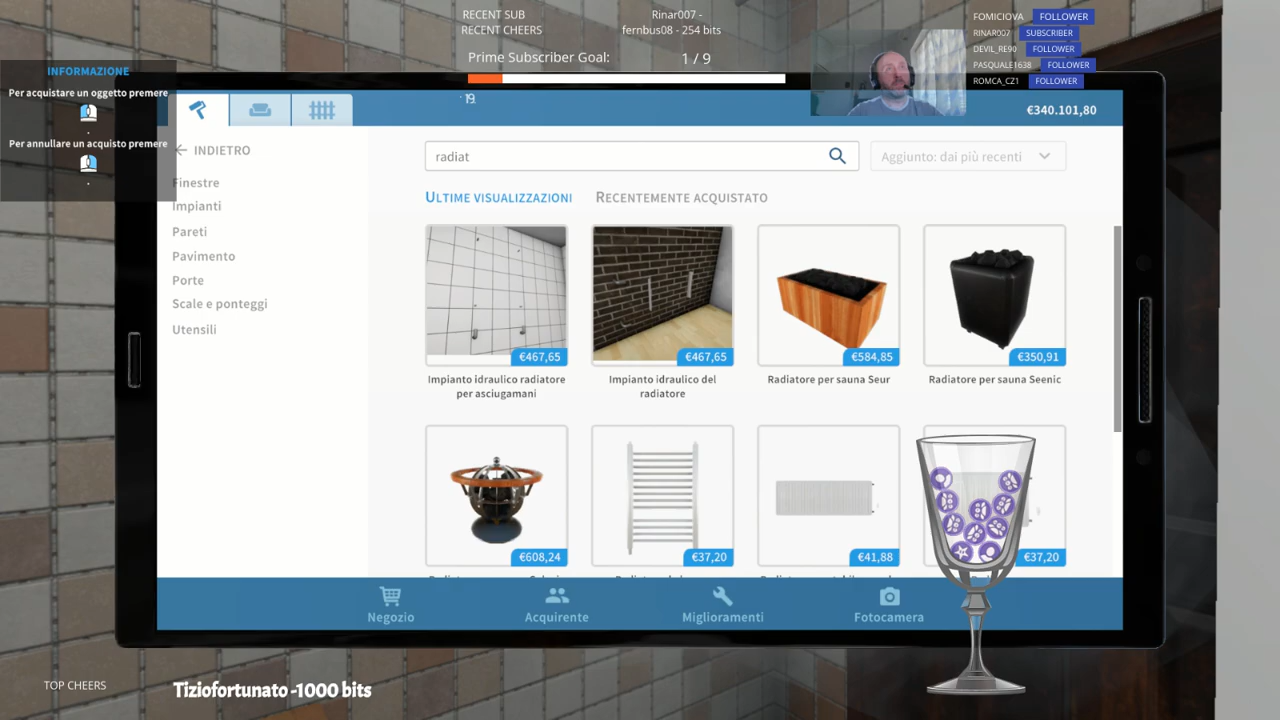 RECENT SUB
Rinar007 -
RECENT CHEERS
fernbus08 - 254 bits
Prime Subscriber Goal:
1 / 9
FOMICIOVA FOLLOWER
RINAR007 SUBSCRIBER
DEVIL_RE90 FOLLOWER
PASQUALE1638 FOLLOWER
ROMCA_CZ1 FOLLOWER
INFORMAZIONE
Per acquistare un oggetto premere
.
Per annullare un acquisto premere
.
19
€340.101,80
INDIETRO
Finestre
Impianti
Pareti
Pavimento
Porte
Scale e ponteggi
Utensili
radiat
Aggiunto: dai più recenti
ULTIME VISUALIZZAZIONI
RECENTEMENTE ACQUISTATO
€467,65
€467,65
€584,85
€350,91
Impianto idraulico radiatore
per asciugamani
Impianto idraulico del
radiatore
Radiatore per sauna Seur
Radiatore per sauna Seenic
€608,24
€37,20
€41,88
€37,20
Negozio
Acquirente
Miglioramenti
Fotocamera
TOP CHEERS
Tiziofortunato -1000 bits